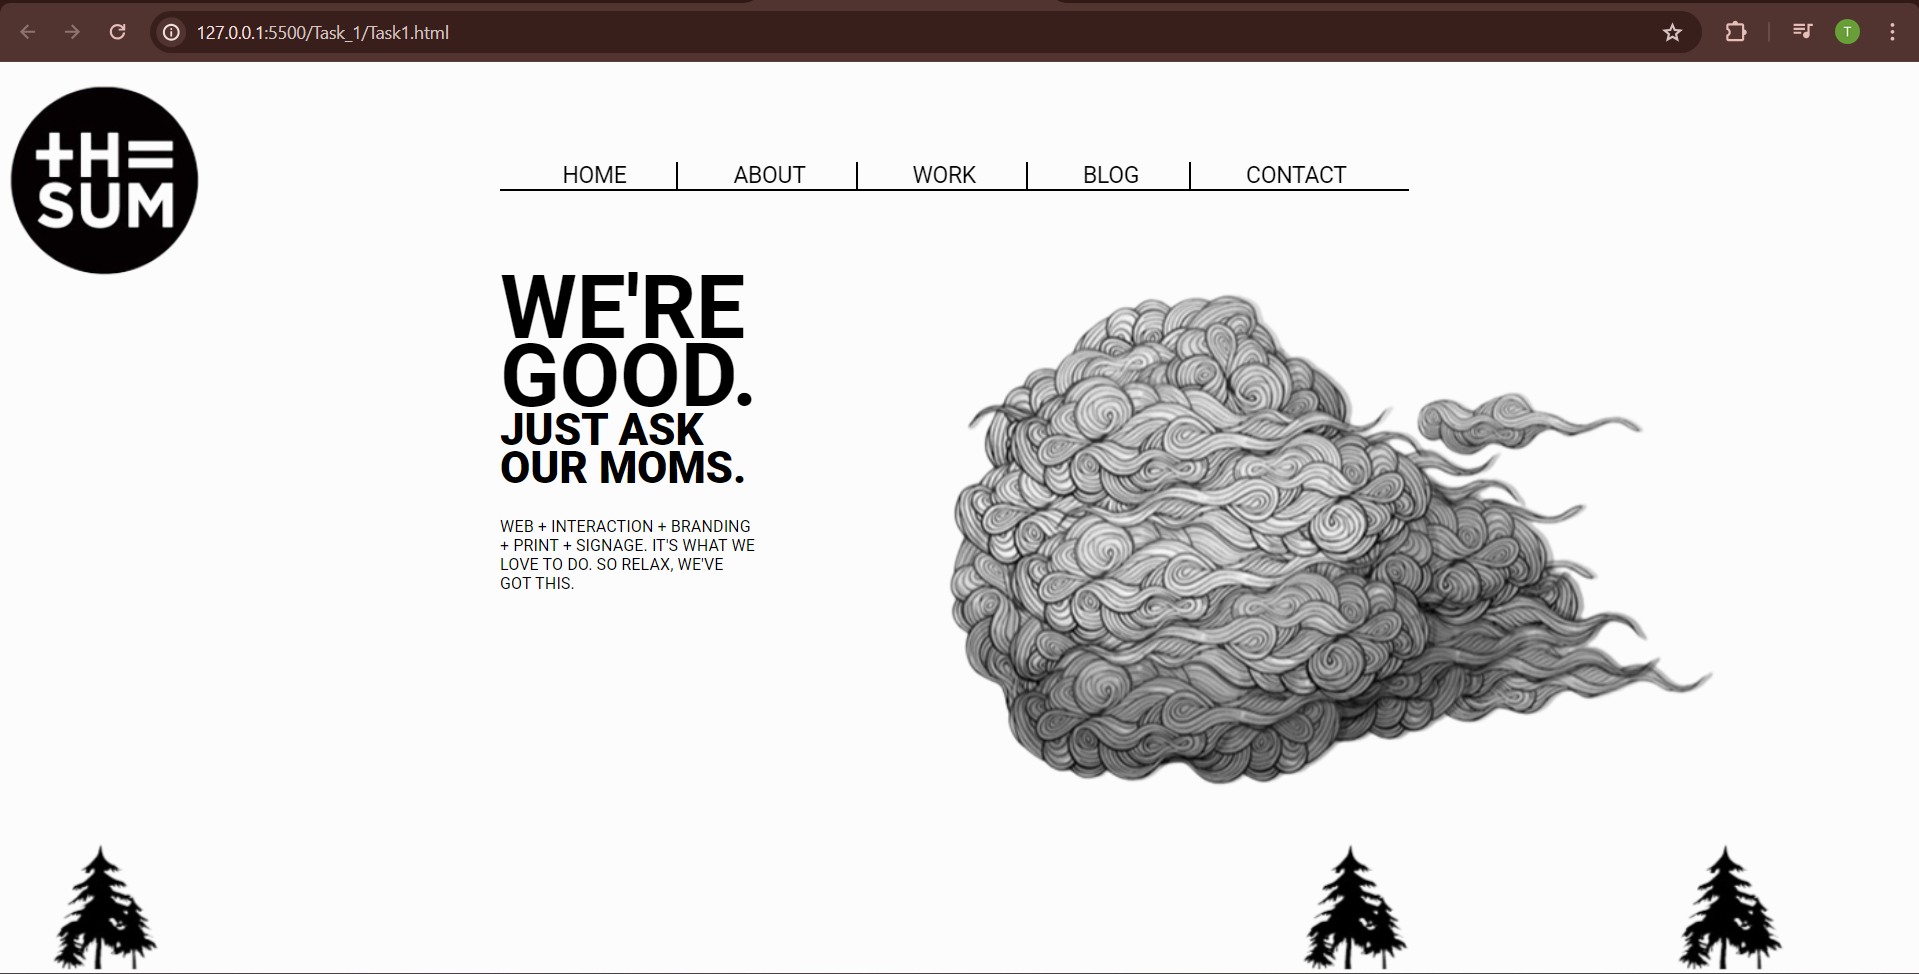 127.0.0.1:5500/Task_1/Task1.html
T
+H=
SUM
HOME ABOUT WORK BLOG CONTACT
WE'RE
GOOD.
JUST ASK
OUR MOMS.
WEB + INTERACTION + BRANDING
+ PRINT + SIGNAGE. IT'S WHAT WE
LOVE TO DO. SO RELAX, WE'VE
GOT THIS.